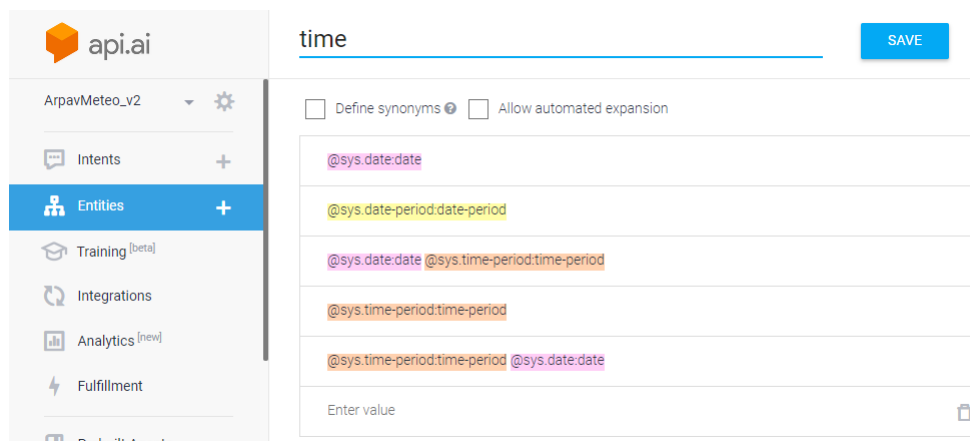 api.ai
time
SAVE
ArpavMeteo_v2
Define synonyms ?
Allow automated expansion
Intents +
Entities +
Training [beta]
Integrations
Analytics [new]
Fulfillment
@sys.date:date
@sys.date-period:date-period
@sys.date:date @sys.time-period:time-period
@sys.time-period:time-period
@sys.time-period:time-period @sys.date:date
Enter value